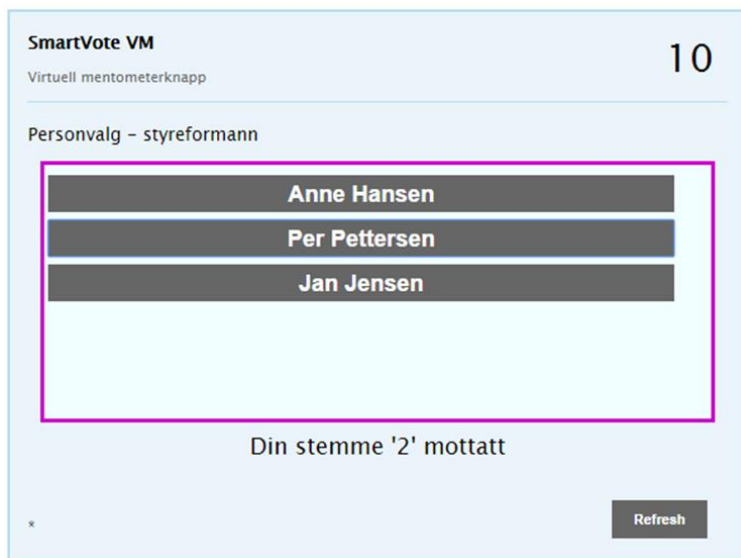 SmartVote VM
10
Virtuell mentometerknapp
Personvalg – styreformann
Anne Hansen
Per Pettersen
Jan Jensen
Din stemme '2' mottatt
*
Refresh